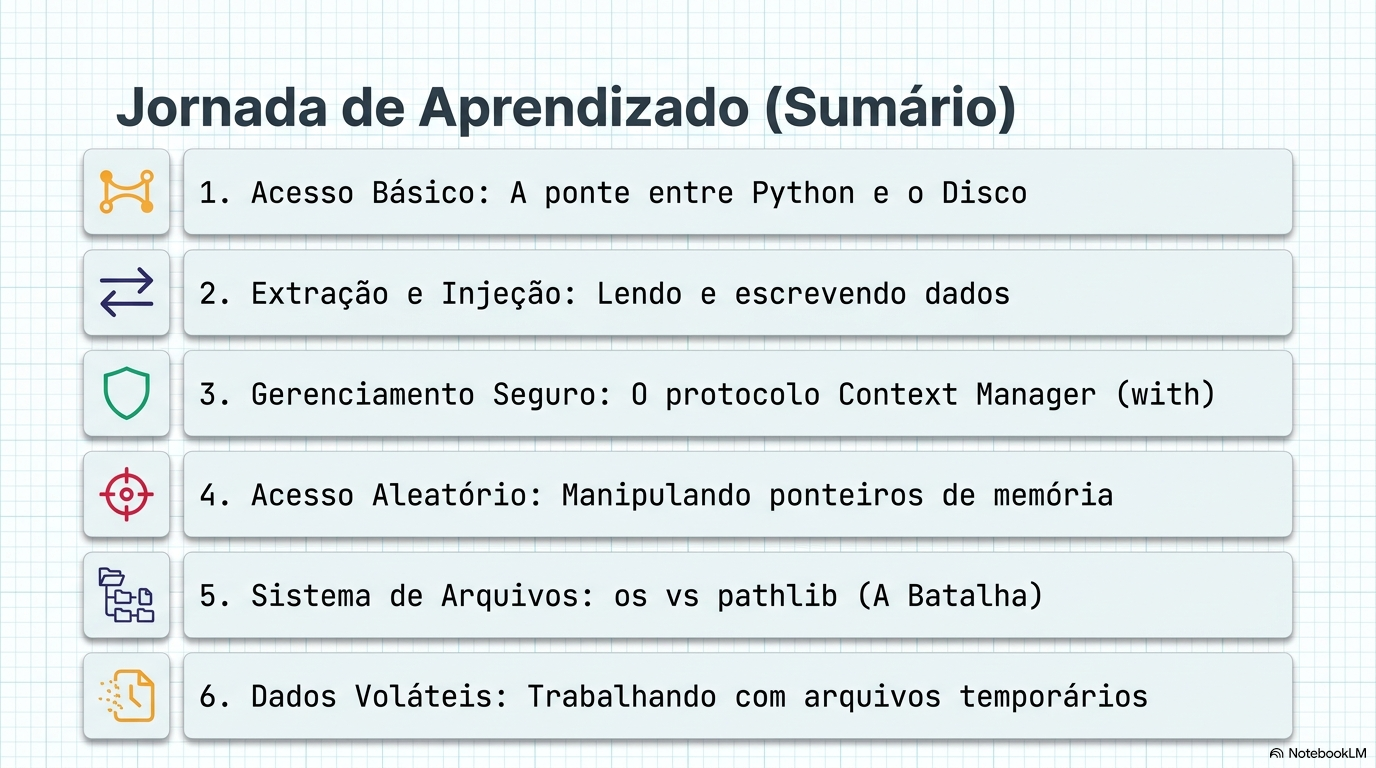 Jornada de Aprendizado (Sumário)
1. Acesso Básico: A ponte entre Python e o Disco
2. Extração e Injeção: Lendo e escrevendo dados
3. Gerenciamento Seguro: O protocolo Context Manager (with)
4. Acesso Aleatório: Manipulando ponteiros de memória
5. Sistema de Arquivos: os vs pathlib (A Batalha)
6. Dados Voláteis: Trabalhando com arquivos temporários
NotebookLM